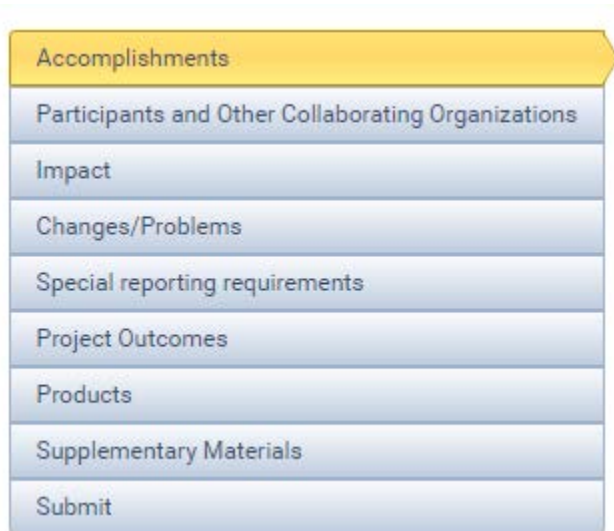 Accomplishments
Participants and Other Collaborating Organizations
Impact
Changes/Problems
Special reporting requirements
Project Outcomes
Products
Supplementary Materials
Submit